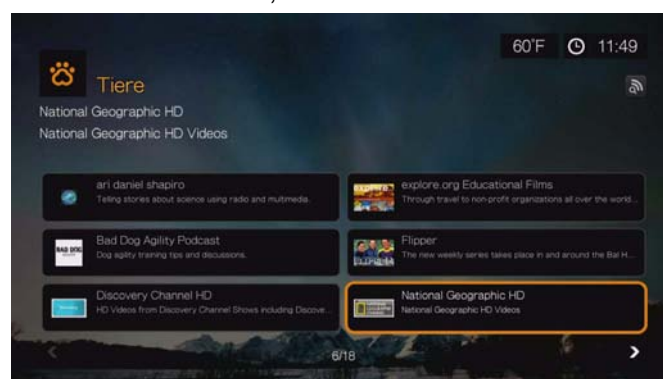 60°F 11:49
Tiere
National Geographic HD
National Geographic HD Videos
ari daniel shapiro
Telling stories about science using radio and multimedia.
explore.org Educational Films
Through travel to non-profit organizations all over the world...
BAD DOG
Bad Dog Agility Podcast
Dog agility training tips and discussions.
Flipper
The new weekly series takes place in and around the Bal H...
Discovery Channel HD
HD Videos from Discovery Channel Shows including Discove...
National Geographic HD
National Geographic HD Videos
6/18